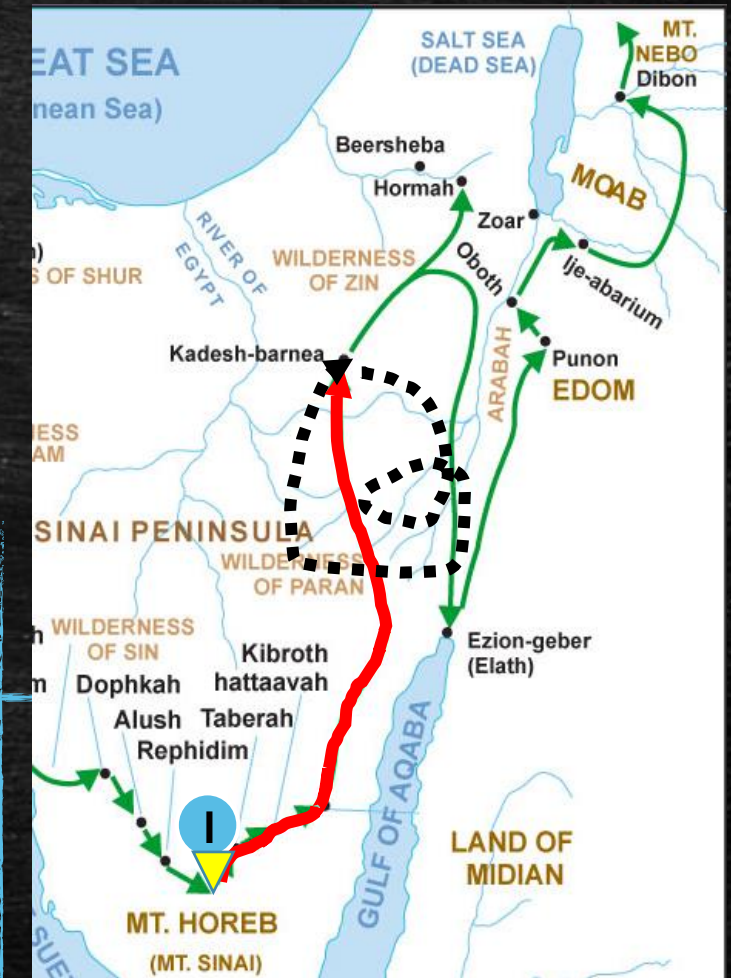 EAT SEA
nean Sea)
SALT SEA
(DEAD SEA)
MT.
NEBO
Dibon
Beersheba
Hormah
MOAB
Zoar
RIVER OF
EGYPT
)
S OF SHUR
WILDERNESS
OF ZIN
Oboth
Ije-abarium
Kadesh-barnea
ARABAH
Punon
EDOM
ESS
AM
SINAI PENINSULA
WILDERNESS
OF PARAN
h
WILDERNESS
OF SIN
Ezion-geber
(Elath)
Kibroth
hattaavah
m
Dophkah
Alush
Taberah
Rephidim
I
GULF OF AQABA
LAND OF
MIDIAN
MT. HOREB
(MT. SINAI)
SUE